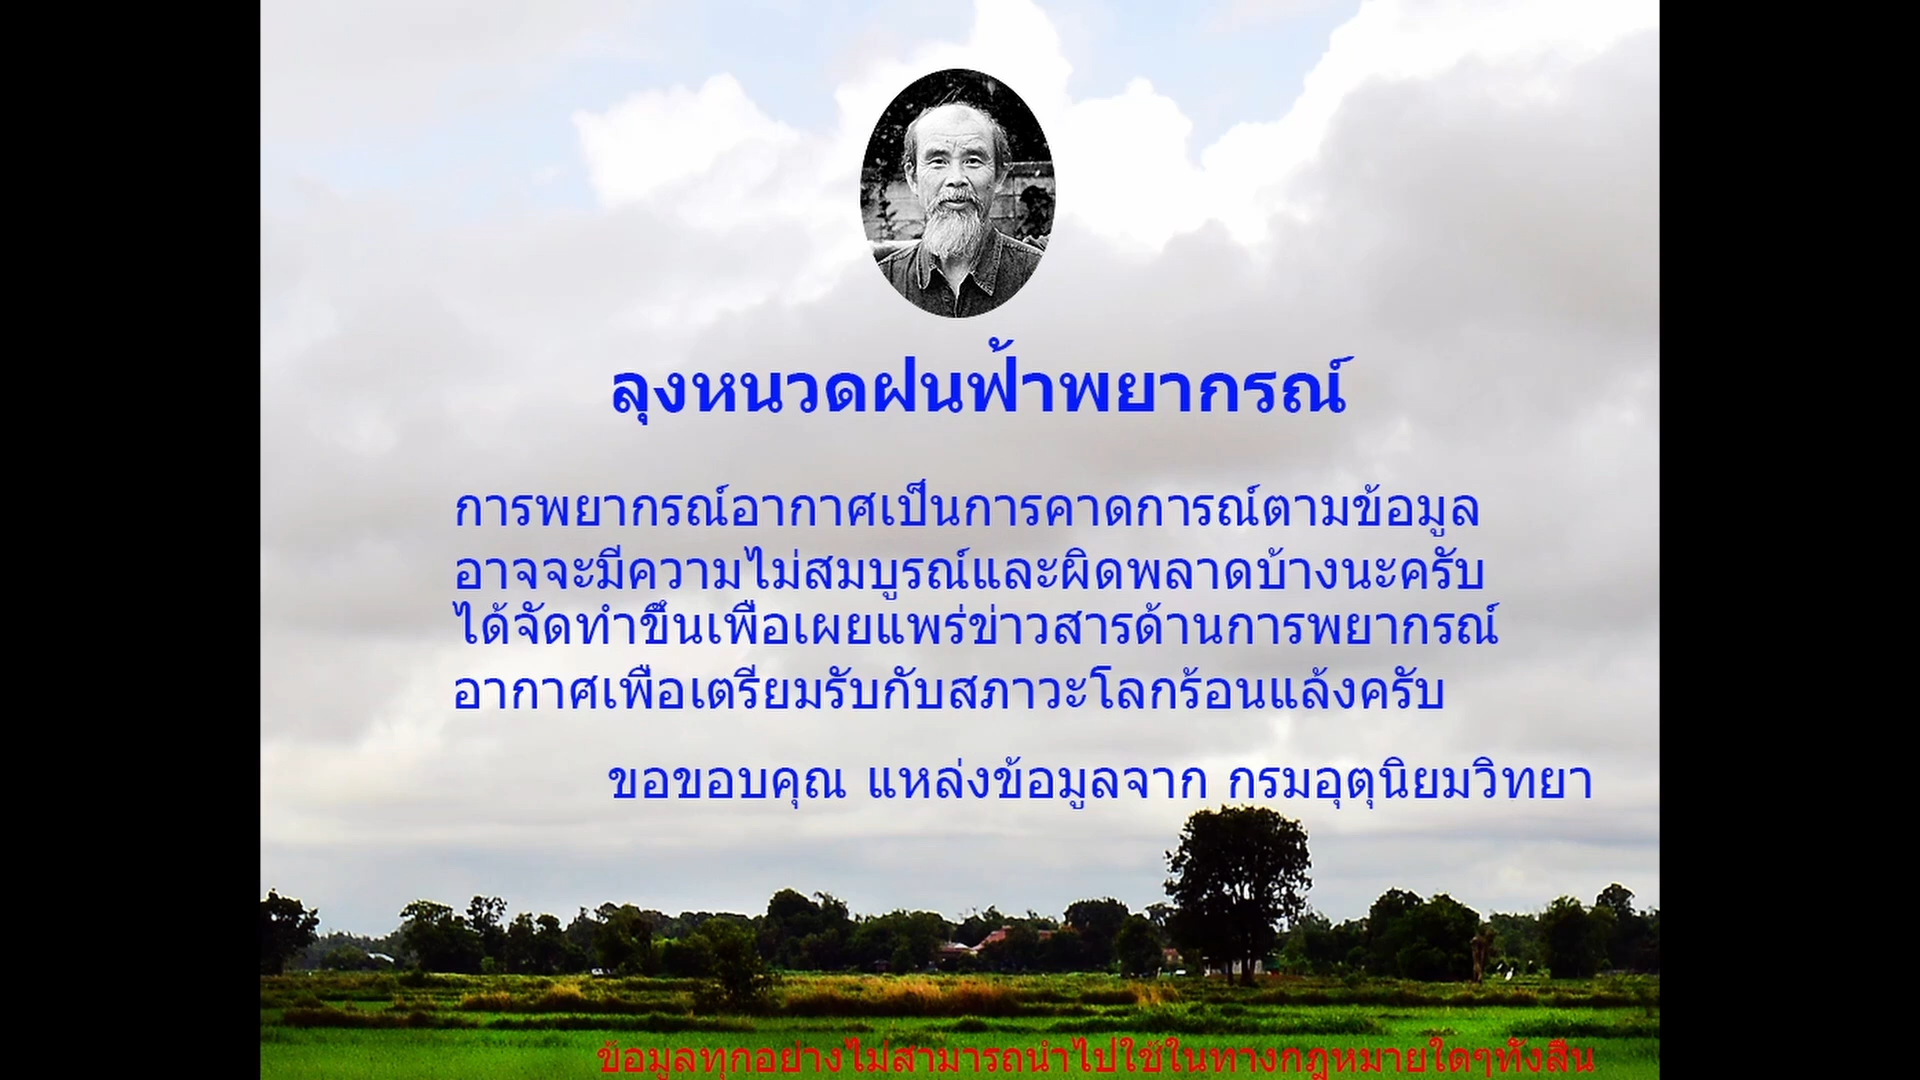 ลุงหนวดฝนฟ้าพยากรณ์
การพยากรณ์อากาศเป็นการคาดการณ์ตามข้อมูล
อาจจะมีความไม่สมบูรณ์และผิดพลาดบ้างนะครับ
ได้จัดทำขึ้นเพื่อเผยแพร่ข่าวสารด้านการพยากรณ์
อากาศเพื่อเตรียมรับกับสภาวะโลกร้อนแล้งครับ
ขอขอบคุณ แหล่งข้อมูลจาก กรมอุตุนิยมวิทยา
ข้อมูลทุกอย่างไม่สามารถนำไปใช้ในทางกฎหมายใดๆทั้งสิ้น